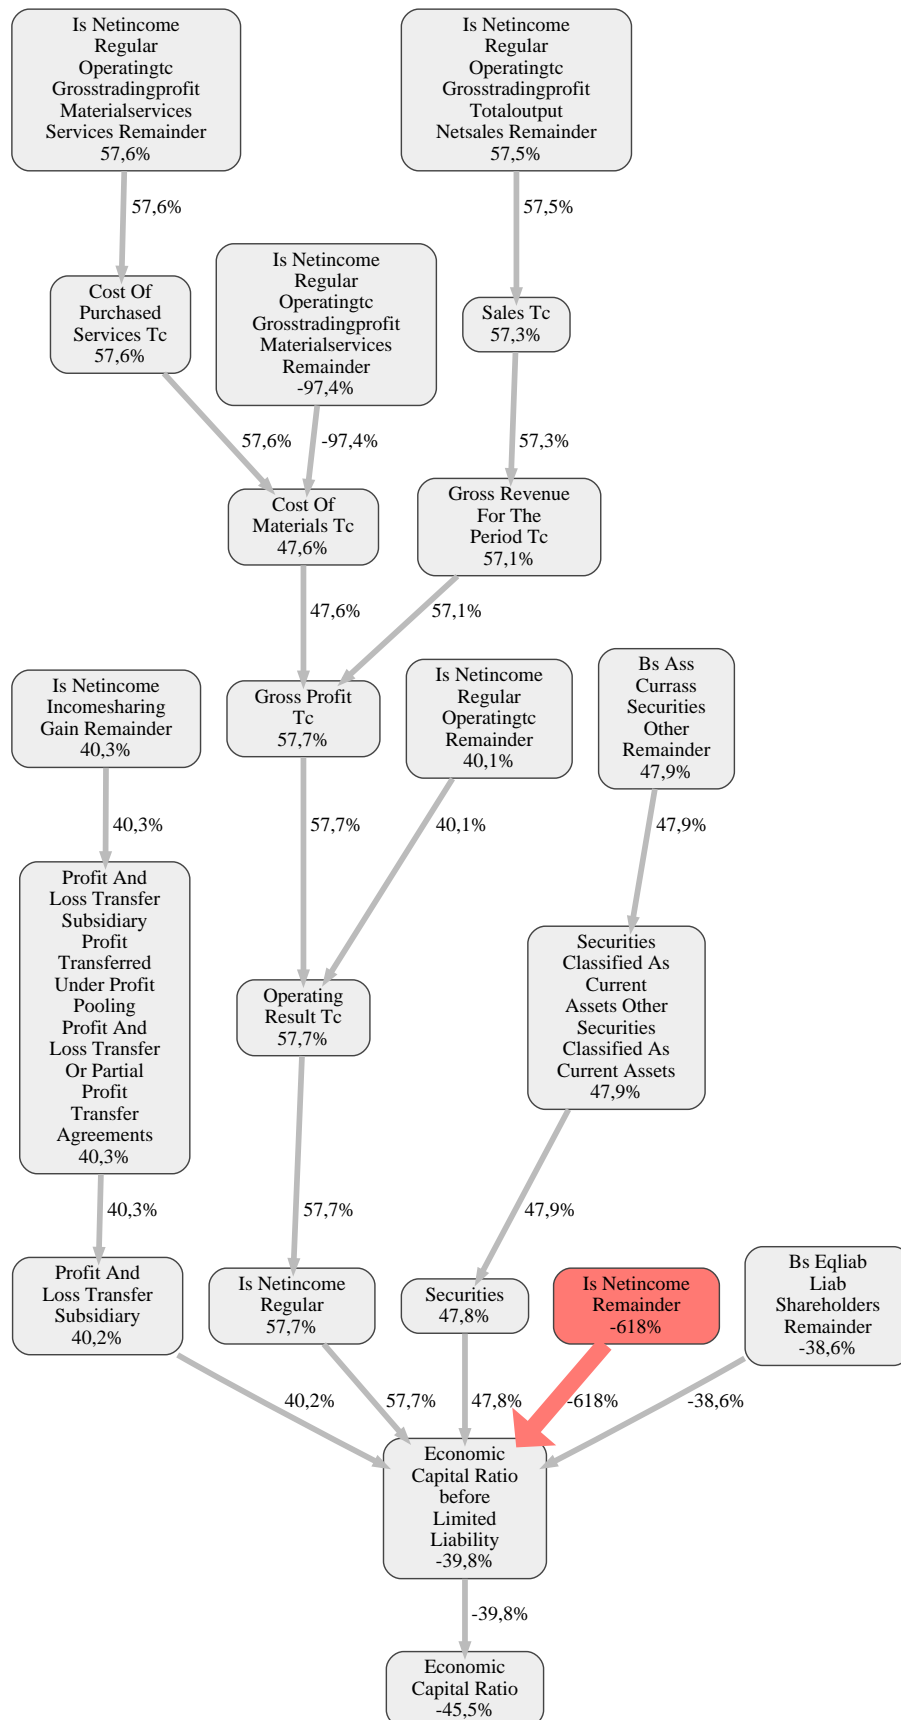 Is Netincome
Regular
Operatingtc
Grosstradingprofit
Materialservices
Services Remainder
57,6%
Is Netincome
Regular
Operatingtc
Grosstradingprofit
Totaloutput
Netsales Remainder
57,5%
57,6%
57,5%
Cost Of
Purchased
Services Tc
57,6%
Is Netincome
Regular
Operatingtc
Grosstradingprofit
Materialservices
Remainder
-97,4%
Sales Tc
57,3%
57,6%
-97,4%
57,3%
Cost Of
Materials Tc
47,6%
Gross Revenue
For The
Period Tc
57,1%
47,6%
57,1%
Is Netincome
Incomesharing
Gain Remainder
40,3%
Gross Profit
Tc
57,7%
Is Netincome
Regular
Operatingtc
Remainder
40,1%
Bs Ass
Currass
Securities
Other
Remainder
47,9%
40,3%
57,7%
40,1%
47,9%
Profit And
Loss Transfer
Subsidiary
Profit
Transferred
Under Profit
Pooling
Profit And
Loss Transfer
Or Partial
Profit
Transfer
Agreements
40,3%
Operating
Result Tc
57,7%
Securities
Classified As
Current
Assets Other
Securities
Classified As
Current Assets
47,9%
40,3%
57,7%
47,9%
Profit And
Loss Transfer
Subsidiary
40,2%
Is Netincome
Regular
57,7%
Securities
47,8%
Is Netincome
Remainder
-618%
Bs Eqliab
Liab
Shareholders
Remainder
-38,6%
40,2%
57,7%
47,8%
-618%
-38,6%
Economic
Capital Ratio
before
Limited
Liability
-39,8%
-39,8%
Economic
Capital Ratio
-45,5%